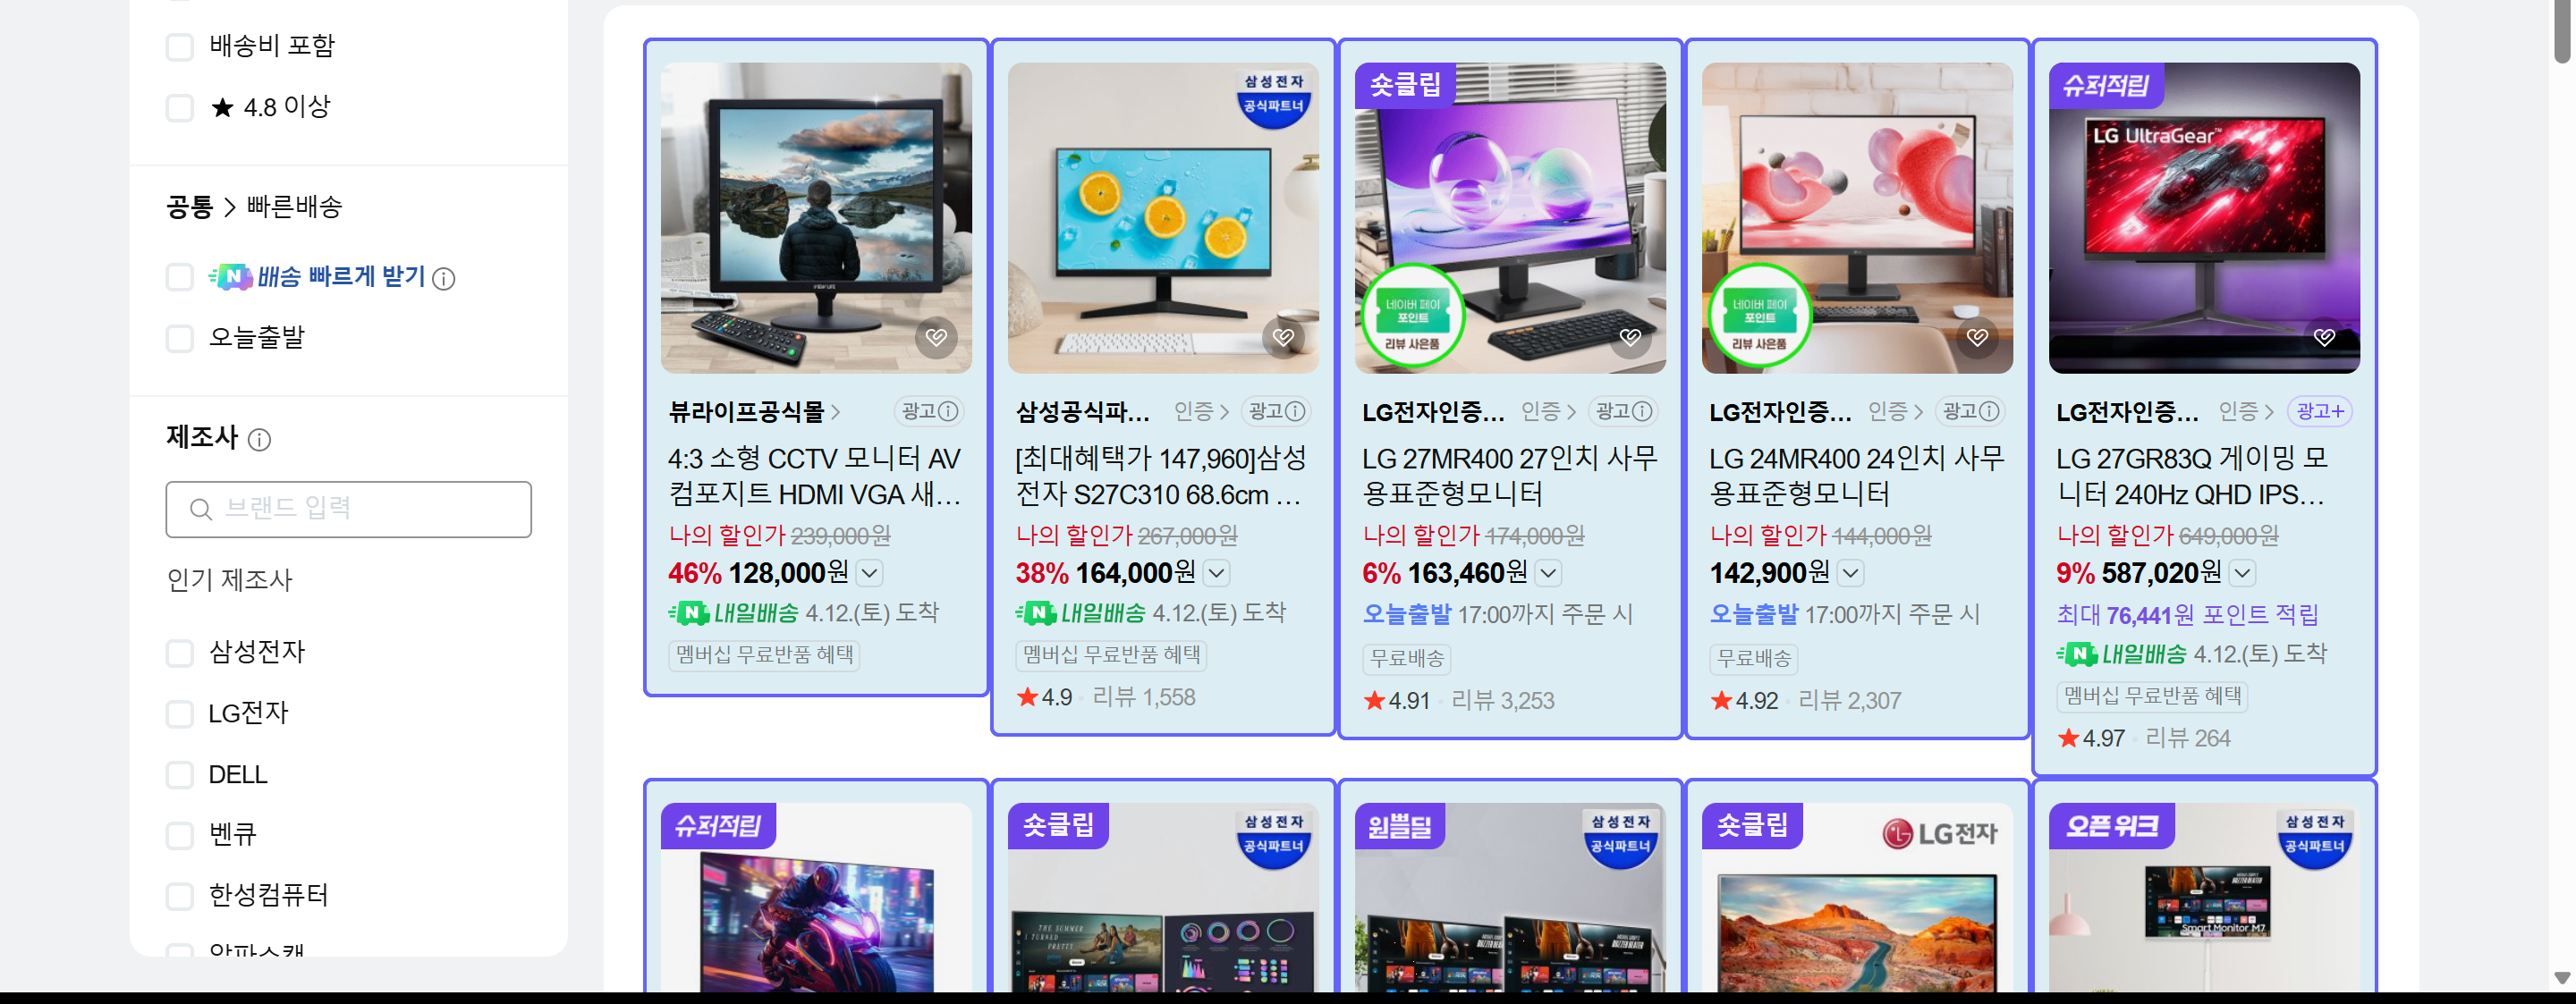 배송비 포함
★ 4.8 이상
공통 > 빠른배송
N배송 빠르게 받기
오늘출발
제조사
브랜드 입력
인기 제조사
삼성전자
LG전자
DELL
벤큐
한성컴퓨터
알파스캔
뷰라이프공식몰
광고
4:3 소형 CCTV 모니터 AV
컴포지트 HDMI VGA 새…
나의 할인가 239,000원
46% 128,000원
N 내일배송 4.12.(토) 도착
멤버십 무료반품 혜택
삼성전자
공식파트너
삼성공식파…
인증
광고
[최대혜택가 147,960]삼성
전자 S27C310 68.6cm …
나의 할인가 267,000원
38% 164,000원
N 내일배송 4.12.(토) 도착
멤버십 무료반품 혜택
★4.9 · 리뷰 1,558
숏클립
네이버 페이
포인트
리뷰 사은품
LG전자인증…
인증
광고
LG 27MR400 27인치 사무
용표준형모니터
나의 할인가 174,000원
6% 163,460원
오늘출발 17:00까지 주문 시
무료배송
★4.91 · 리뷰 3,253
네이버 페이
포인트
리뷰 사은품
LG전자인증…
인증
광고
LG 24MR400 24인치 사무
용표준형모니터
나의 할인가 144,000원
142,900원
오늘출발 17:00까지 주문 시
무료배송
★4.92 · 리뷰 2,307
슈퍼적립
LG UltraGear™
LG전자인증…
인증
광고+
LG 27GR83Q 게이밍 모
니터 240Hz QHD IPS…
나의 할인가 649,000원
9% 587,020원
최대 76,441원 포인트 적립
N 내일배송 4.12.(토) 도착
멤버십 무료반품 혜택
★4.97 · 리뷰 264
슈퍼적립
숏클립
삼성전자
공식파트너
THE SUMMER
I TURNED
PRETTY
원쁠딜
삼성전자
공식파트너
숏클립
LG전자
오픈 위크
삼성전자
공식파트너
Smart Monitor M7